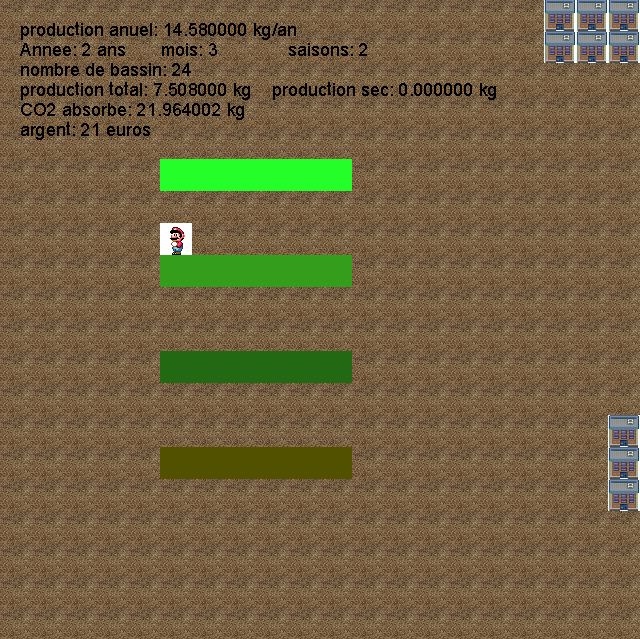 production anuel: 14.580000 kg/an
Annee: 2 ans mois: 3 saisons: 2
nombre de bassin: 24
production total: 7.508000 kg production sec: 0.000000 kg
CO2 absorbe: 21.964002 kg
argent: 21 euros